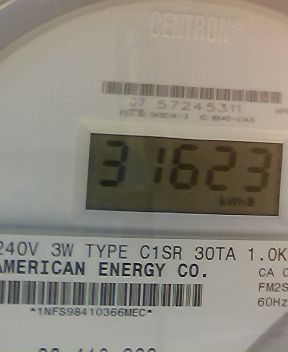 CENTRON®
07 57245311
31623
kWh
240V 3W TYPE C1SR 30TA 1.0K
AMERICAN ENERGY CO.
CA 0
FM2S
60Hz
*1NFS98410366MEC*